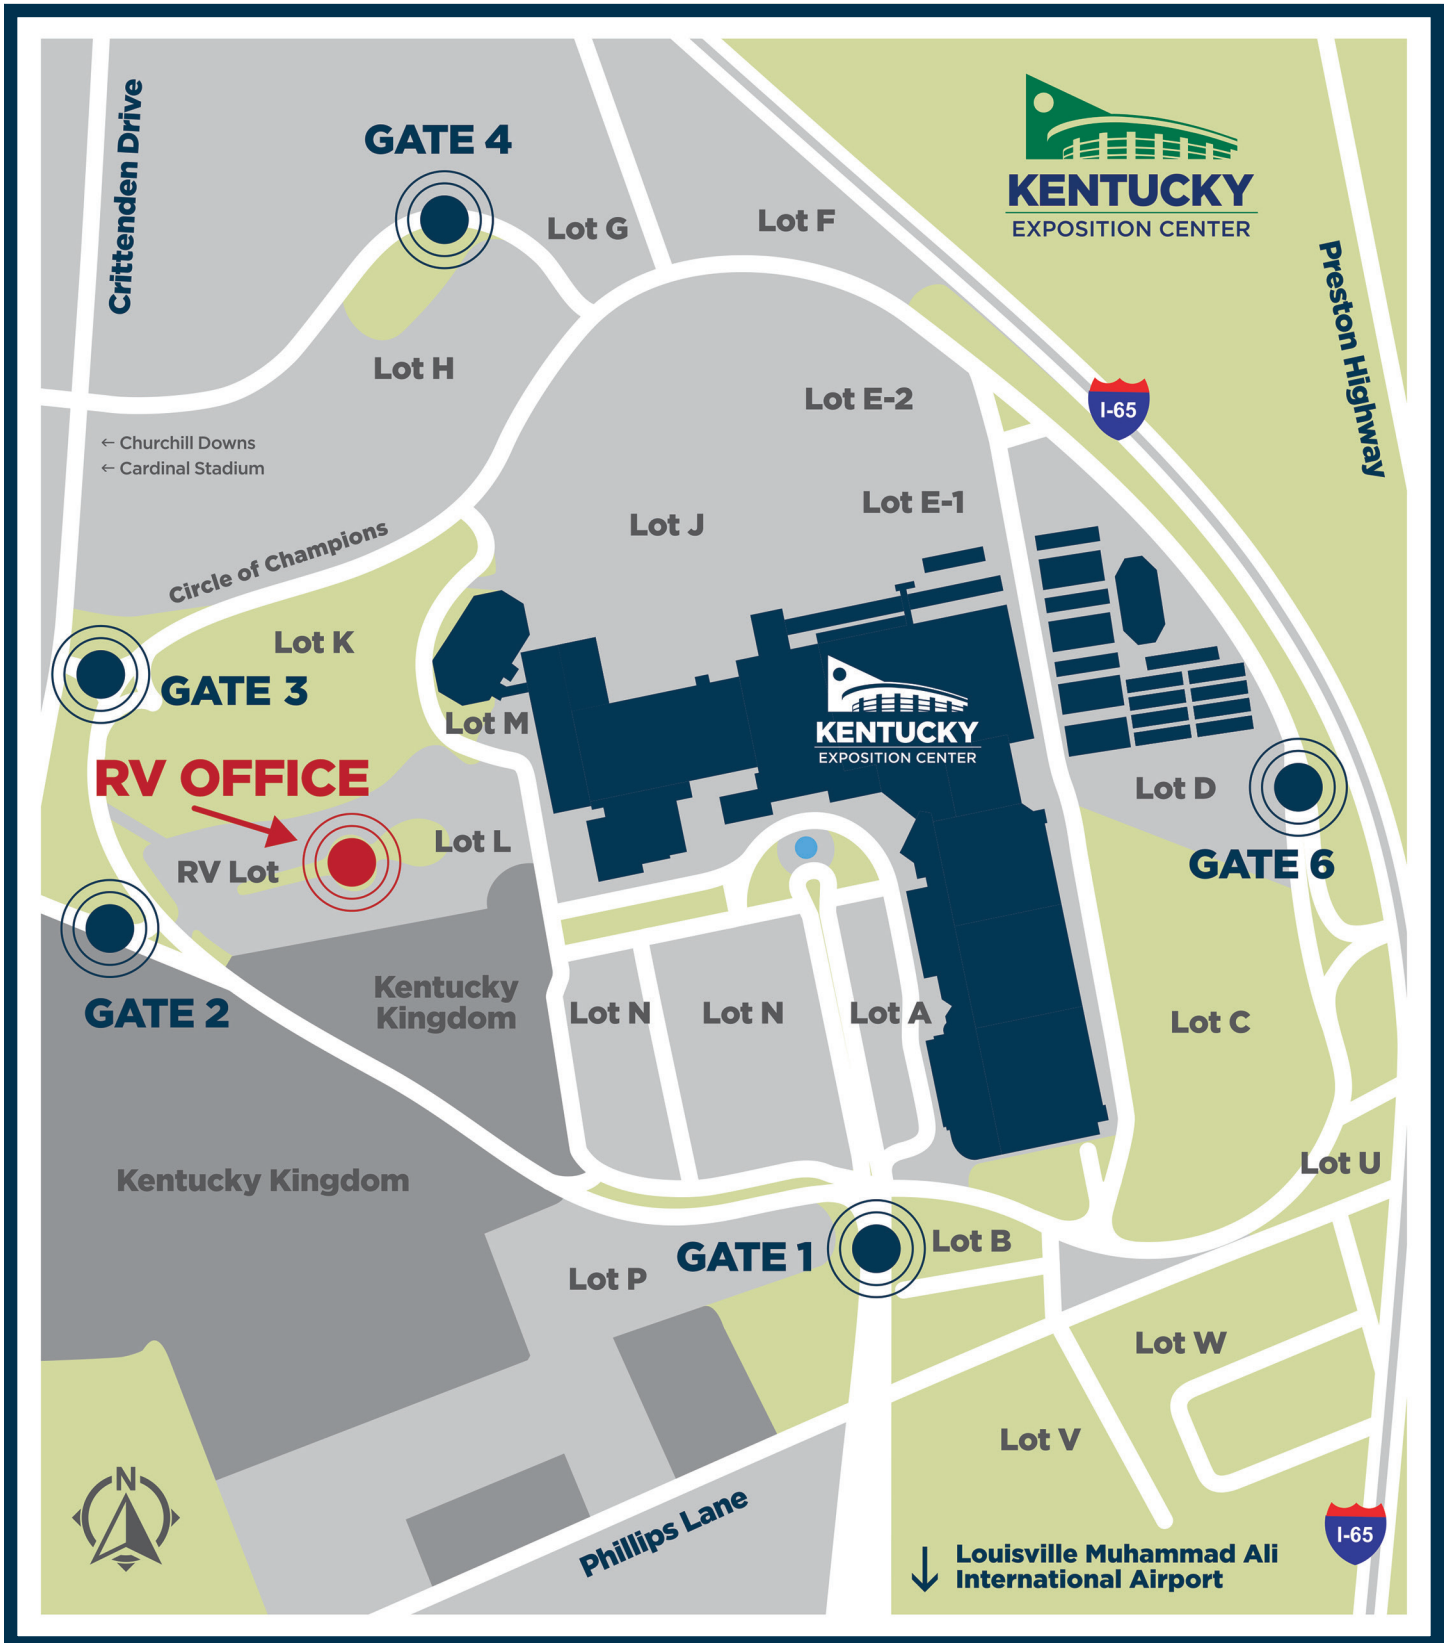 Crittenden Drive
GATE 4
Lot G
Lot F
KENTUCKY
EXPOSITION CENTER
Preston Highway
Lot H
Lot E-2
I-65
← Churchill Downs
← Cardinal Stadium
Lot E-1
Lot J
Circle of Champions
Lot K
GATE 3
Lot M
KENTUCKY
EXPOSITION CENTER
RV OFFICE
Lot D
Lot L
RV Lot
GATE 6
Kentucky
Kingdom
GATE 2
Lot N
Lot N
Lot A
Lot C
Kentucky Kingdom
Lot U
GATE 1
Lot B
Lot P
Lot W
Lot V
N
Phillips Lane
I-65
↓ Louisville Muhammad Ali
International Airport